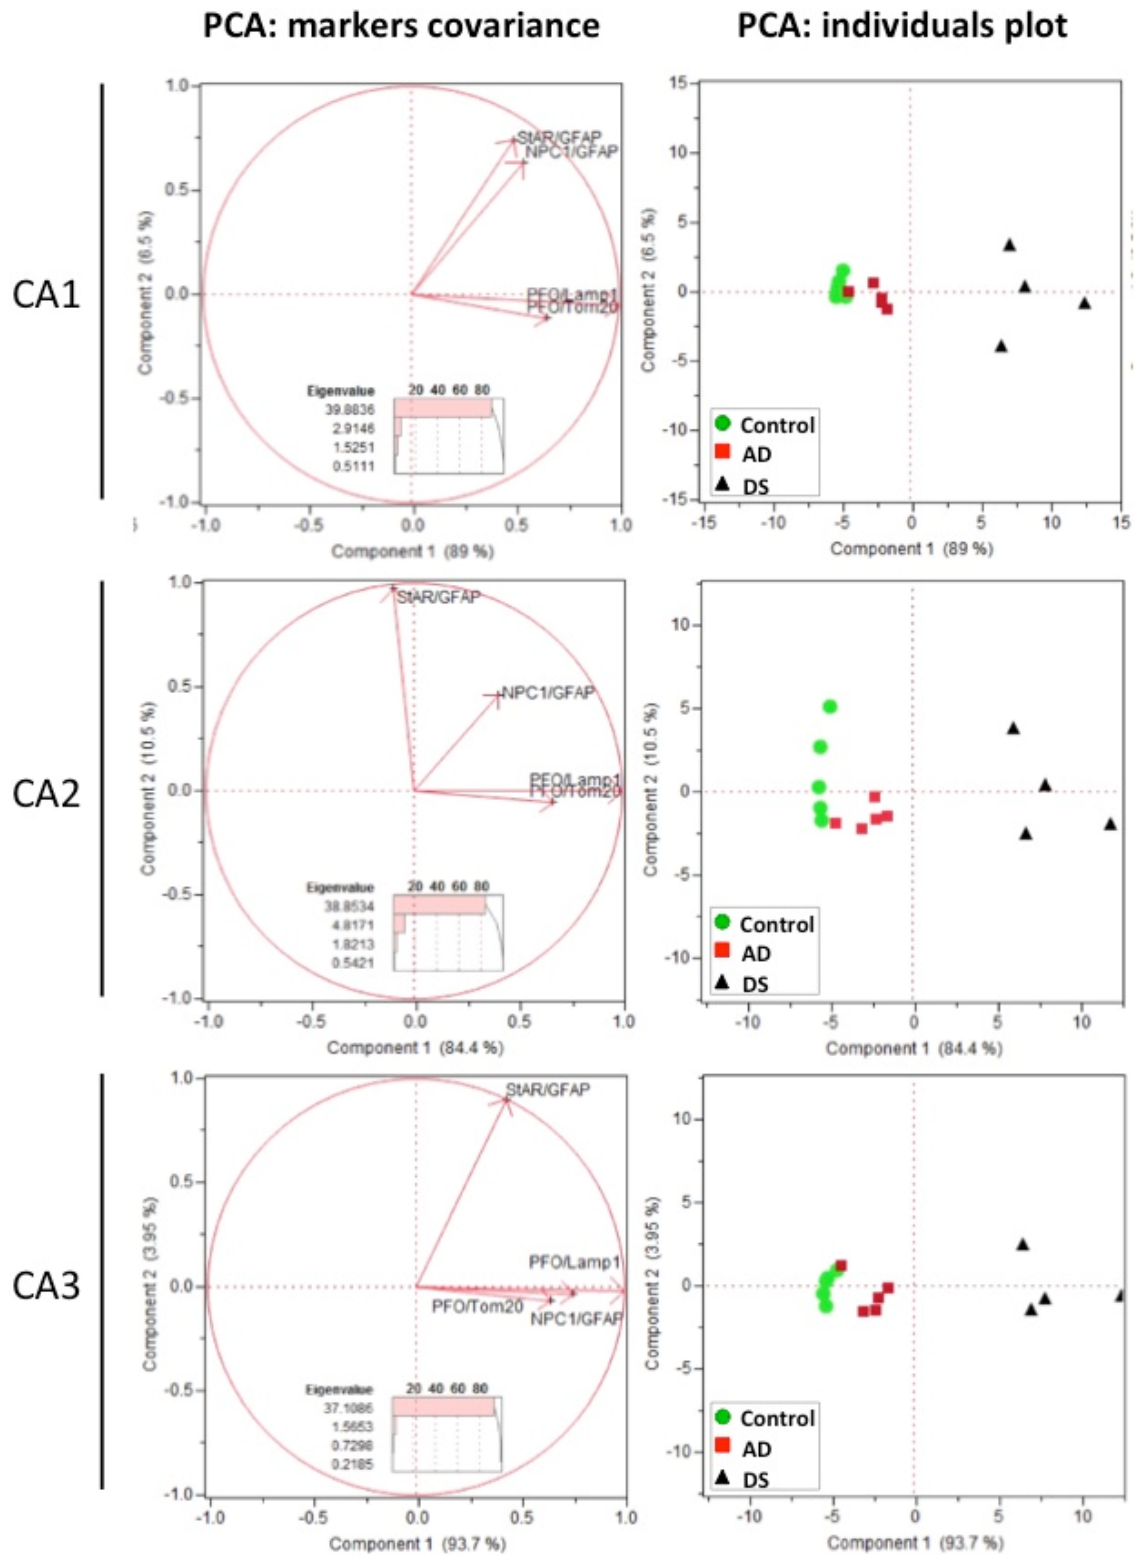 PCA: markers covariance
PCA: individuals plot
CA1
1.0
0.5
0.0
-0.5
-1.0
Component 2 (6.5 %)
StAR/GFAP
NPC1/GFAP
PFO/Lamp1
PFO/Tom20
Eigenvalue
20 40 60 80
39.8836
2.9146
1.5251
0.5111
-1.0 -0.5 0.0 0.5 1.0
Component 1 (89 %)
15
10
5
0
-5
-10
-15
Component 2 (6.5 %)
Control
AD
DS
-15 -10 -5 0 5 10 15
Component 1 (89 %)
CA2
1.0
0.5
0.0
-0.5
-1.0
Component 2 (10.5 %)
StAR/GFAP
NPC1/GFAP
PFO/Lamp1
PFO/Tom20
Eigenvalue
20 40 60 80
38.8534
4.8171
1.8213
0.5421
-1.0 -0.5 0.0 0.5 1.0
Component 1 (84.4 %)
10
5
0
-5
-10
Component 2 (10.5 %)
Control
AD
DS
-10 -5 0 5 10
Component 1 (84.4 %)
CA3
1.0
0.5
0.0
-0.5
-1.0
Component 2 (3.95 %)
StAR/GFAP
PFO/Lamp1
PFO/Tom20
NPC1/GFAP
Eigenvalue
20 40 60 80
37.1086
1.5653
0.7298
0.2185
-1.0 -0.5 0.0 0.5 1.0
Component 1 (93.7 %)
10
5
0
-5
-10
Component 2 (3.95 %)
Control
AD
DS
-10 -5 0 5 10
Component 1 (93.7 %)